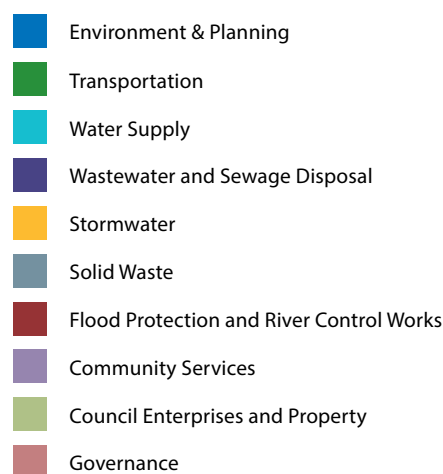 Environment & Planning
Transportation
Water Supply
Wastewater and Sewage Disposal
Stormwater
Solid Waste
Flood Protection and River Control Works
Community Services
Council Enterprises and Property
Governance